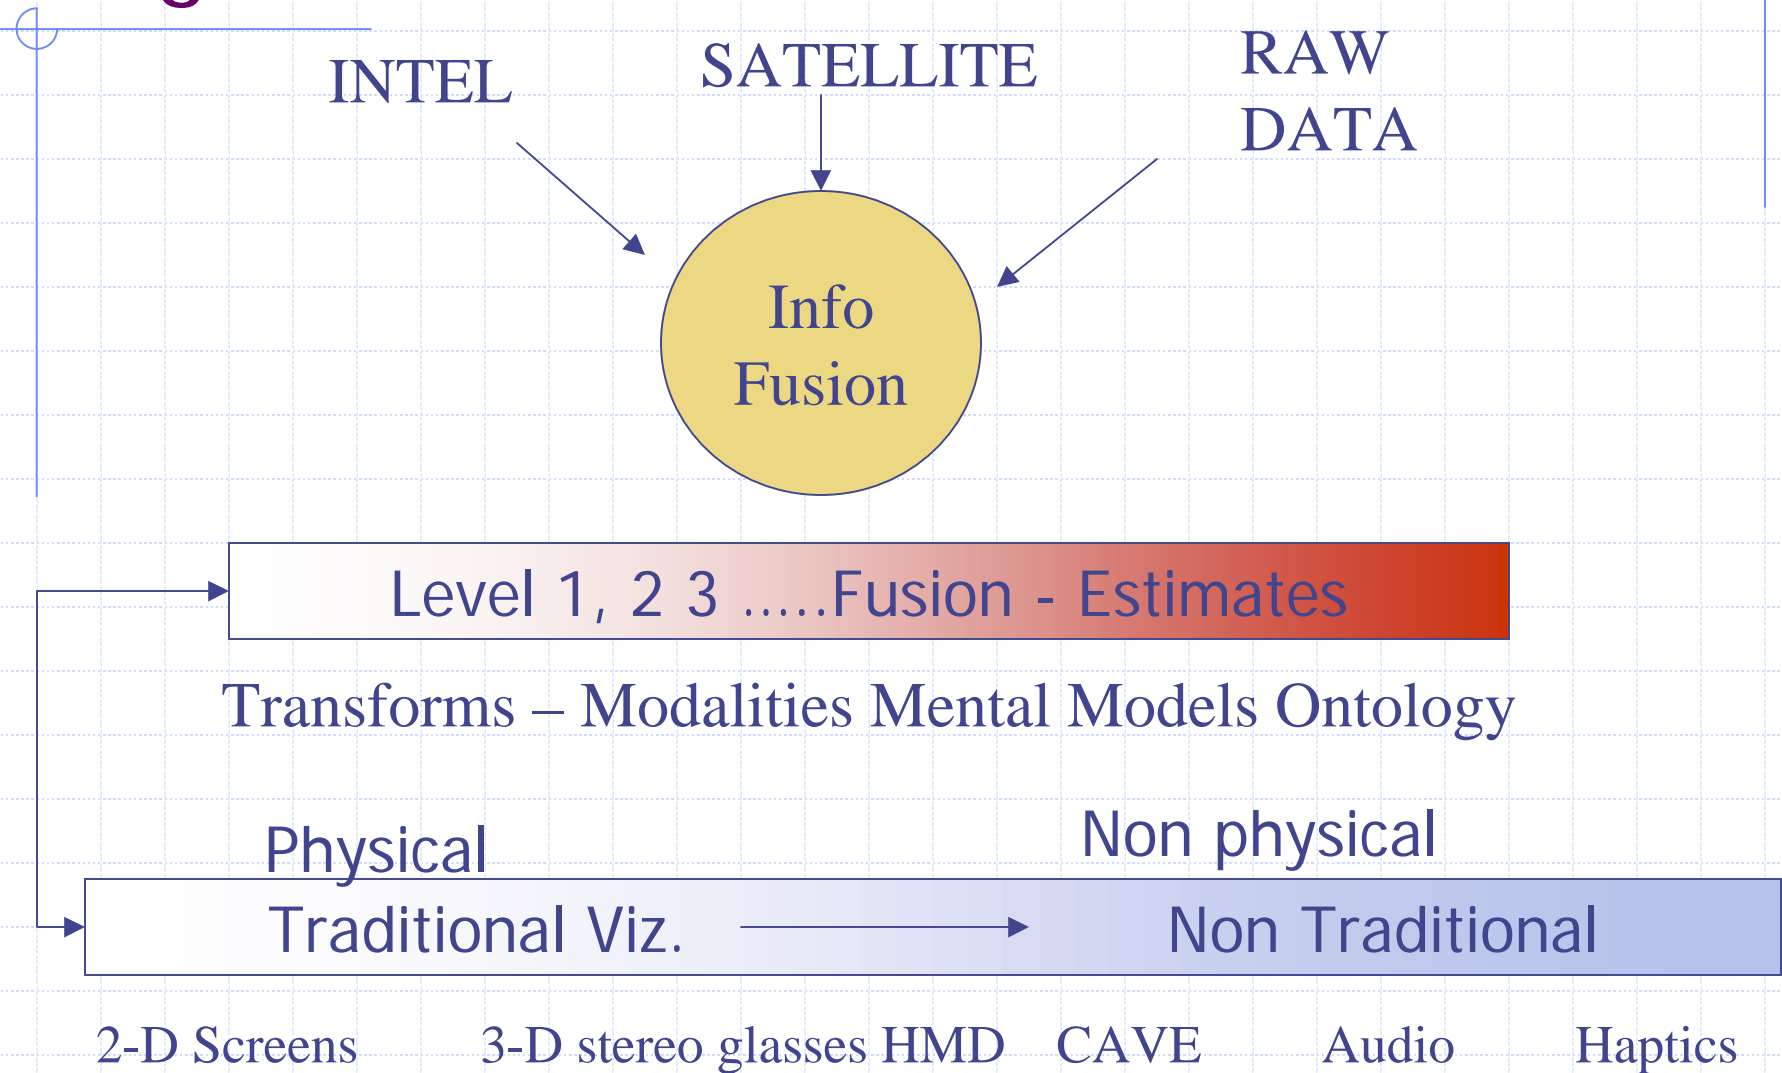 INTEL
SATELLITE
RAW
DATA
Info
Fusion
Level 1, 2 3 .....Fusion - Estimates
Transforms – Modalities Mental Models Ontology
Physical
Non physical
Traditional Viz.
Non Traditional
2-D Screens 3-D stereo glasses HMD CAVE Audio Haptics